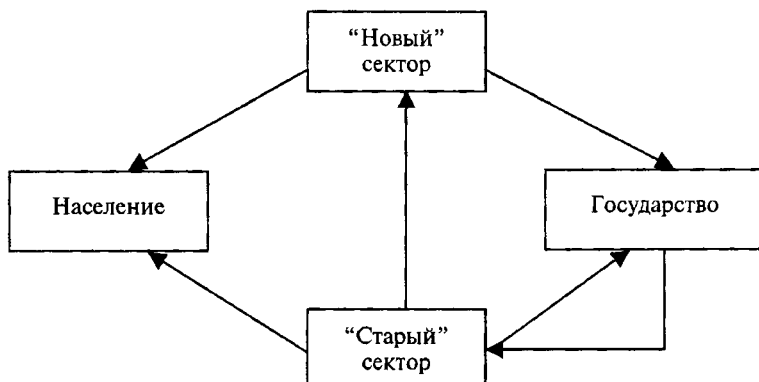 “Новый”
сектор
Население
Государство
“Старый”
сектор